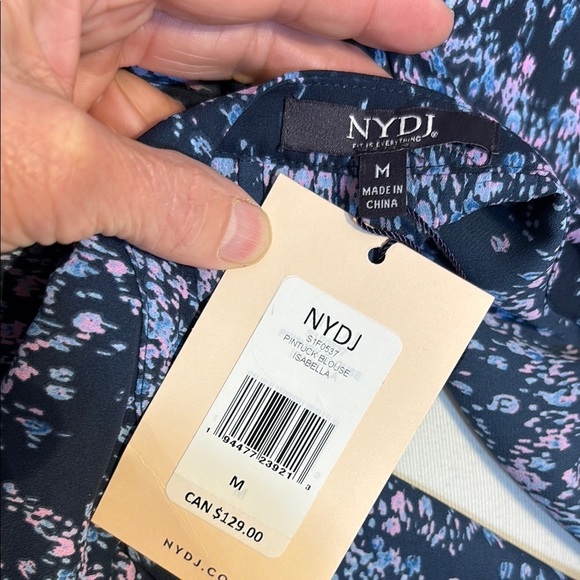 NYDJ®
FIT IS EVERYTHING
M
MADE IN
CHINA
NYDJ
S1F0537
PINTUCK BLOUSE
ISABELLA
1 94477 23921 3
M
CAN $129.00
NYDJ.CO